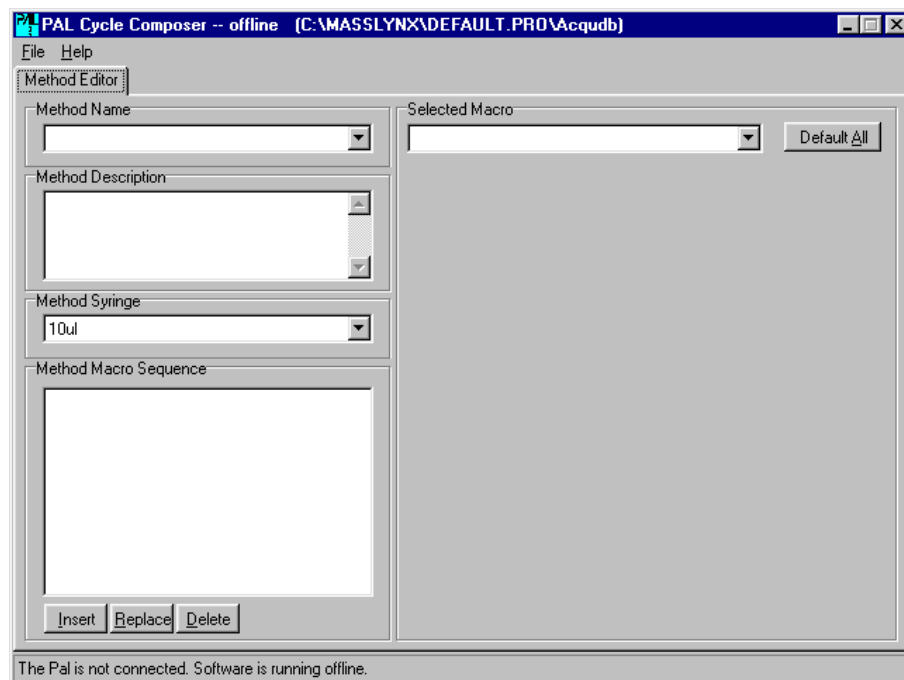 PAL Cycle Composer -- offline (C:\MASSLYNX\DEFAULT.PRO\Acqudb)
File Help
Method Editor
Method Name
Selected Macro
Default All
Method Description
Method Syringe
10ul
Method Macro Sequence
Insert Replace Delete
The Pal is not connected. Software is running offline.